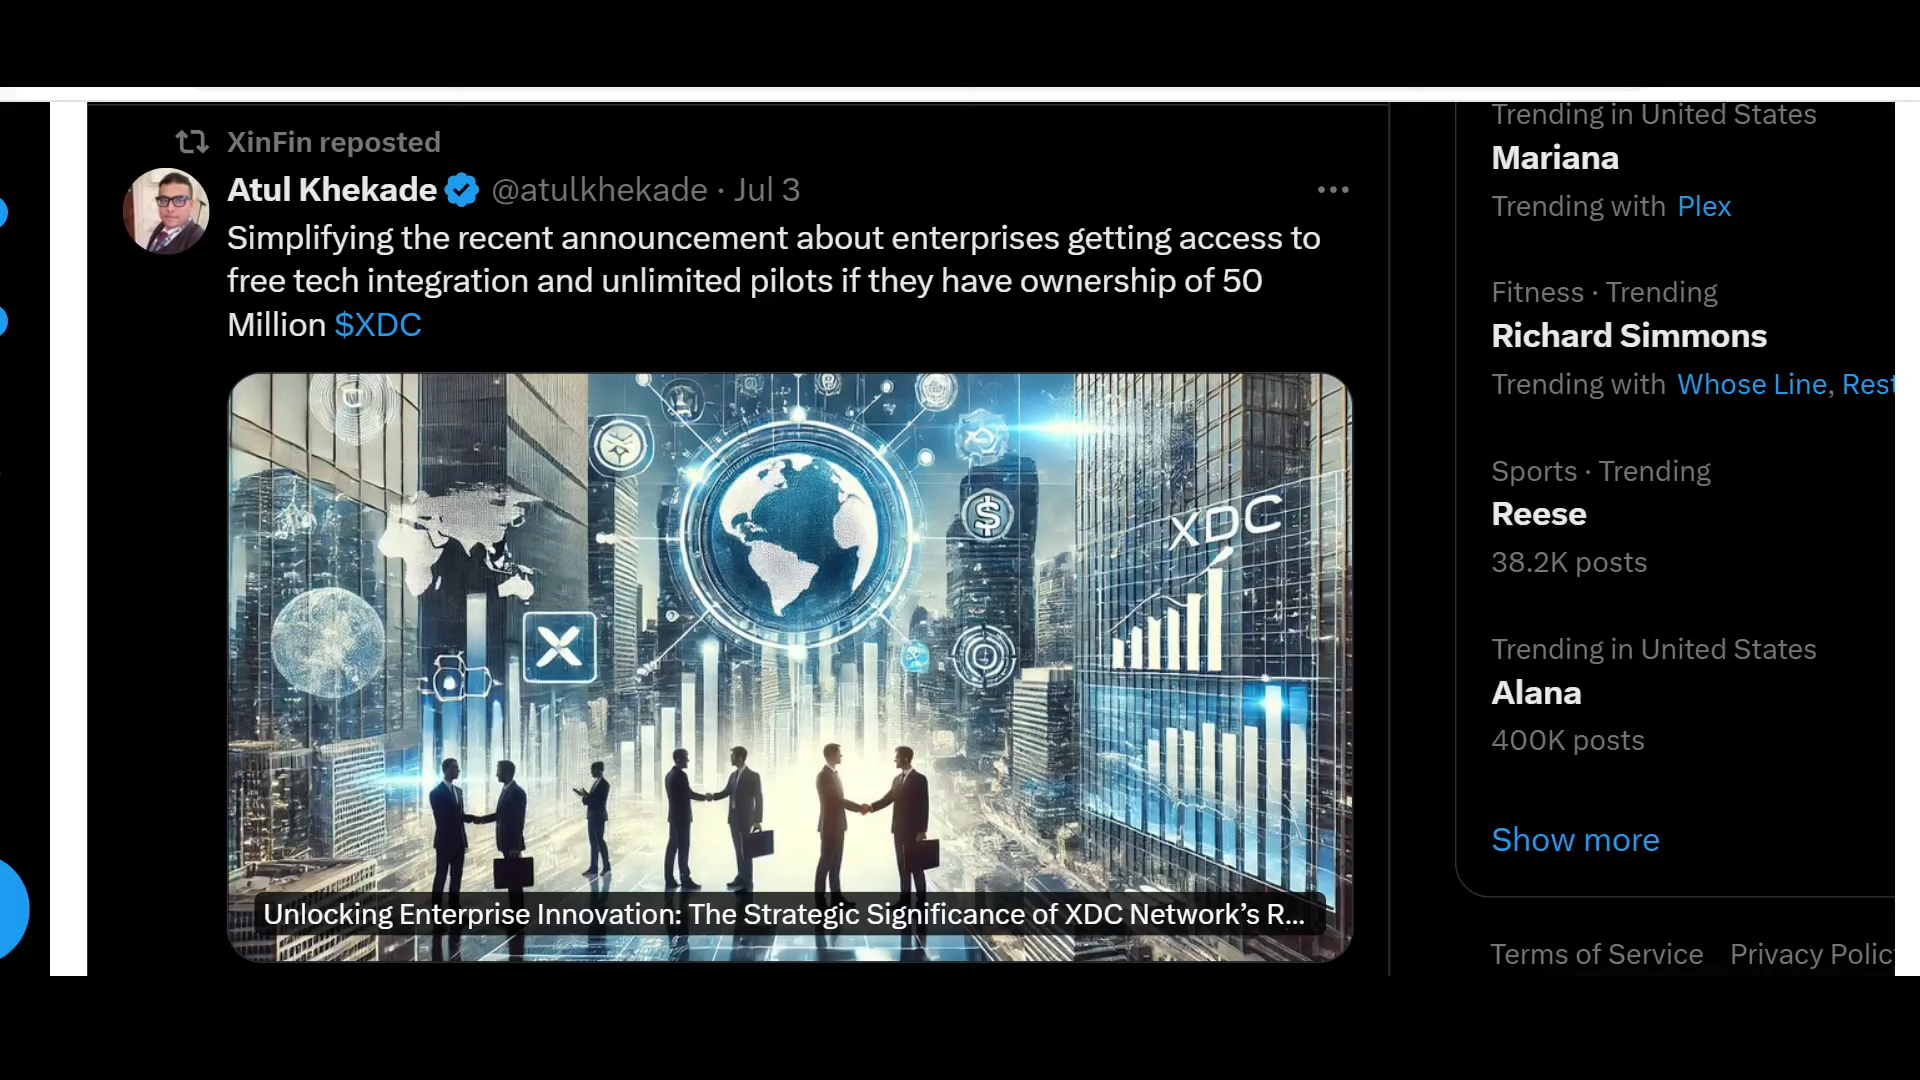 XinFin reposted
Atul Khekade @atulkhekade · Jul 3
Simplifying the recent announcement about enterprises getting access to
free tech integration and unlimited pilots if they have ownership of 50
Million $XDC
XDC
Unlocking Enterprise Innovation: The Strategic Significance of XDC Network’s R...
Trending in United States
Mariana
Trending with Plex
Fitness · Trending
Richard Simmons
Trending with Whose Line, Rest
Sports · Trending
Reese
38.2K posts
Trending in United States
Alana
400K posts
Show more
Terms of Service Privacy Polic